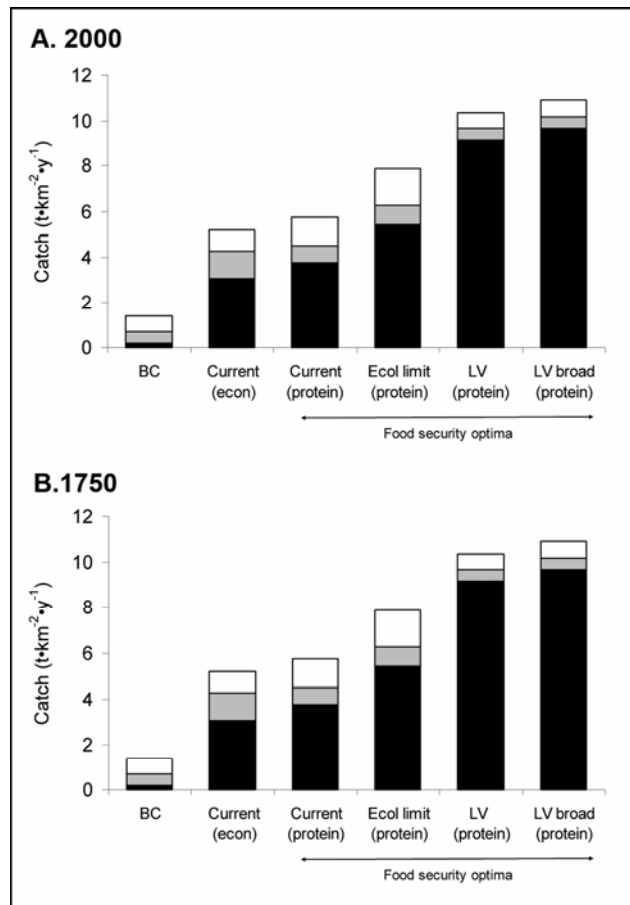 A. 2000
12
10
8
6
4
2
0
Catch (t•km⁻²•y⁻¹)
BC Current Current Ecol limit LV LV broad
(econ) (protein) (protein) (protein) (protein)
Food security optima
B.1750
12
10
8
6
4
2
0
Catch (t•km⁻²•y⁻¹)
BC Current Current Ecol limit LV LV broad
(econ) (protein) (protein) (protein) (protein)
Food security optima